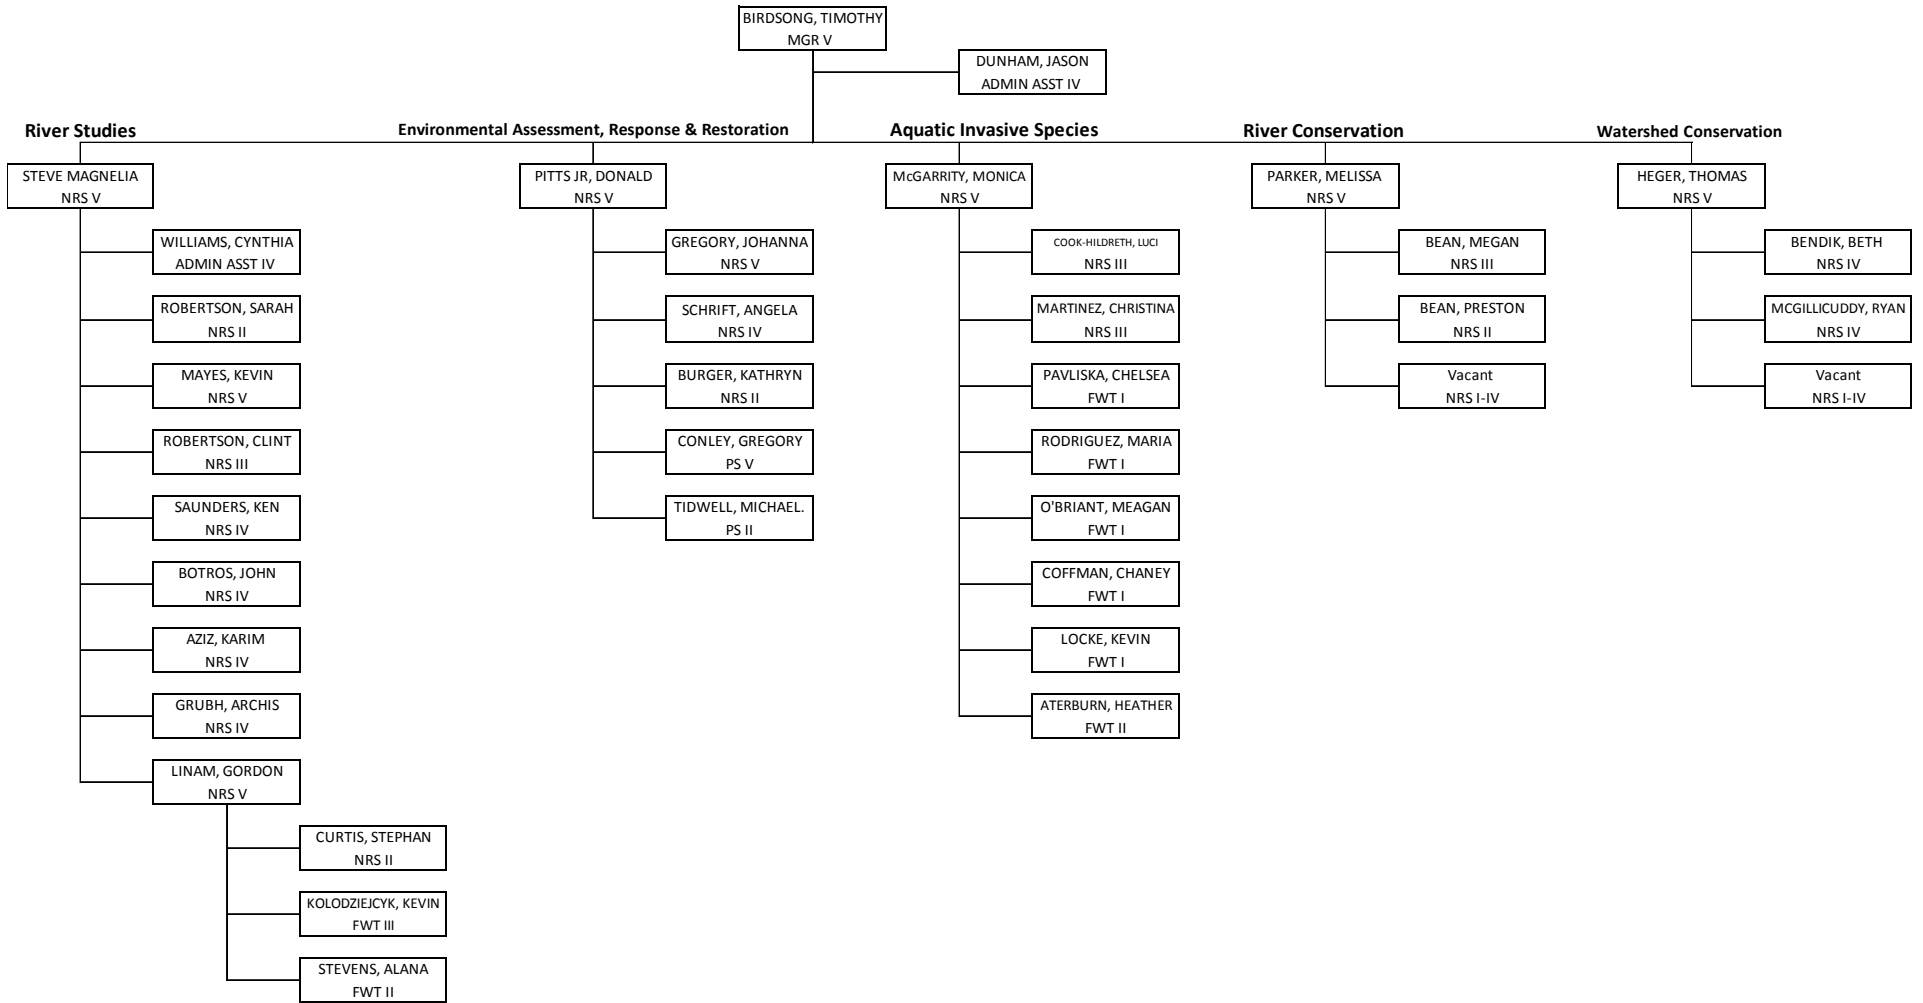 BIRDSONG, TIMOTHY
MGR V
DUNHAM, JASON
ADMIN ASST IV
River Studies
STEVE MAGNELIA
NRS V
WILLIAMS, CYNTHIA
ADMIN ASST IV
ROBERTSON, SARAH
NRS II
MAYES, KEVIN
NRS V
ROBERTSON, CLINT
NRS III
SAUNDERS, KEN
NRS IV
BOTROS, JOHN
NRS IV
AZIZ, KARIM
NRS IV
GRUBH, ARCHIS
NRS IV
LINAM, GORDON
NRS V
CURTIS, STEPHAN
NRS II
KOLODZIEJCYK, KEVIN
FWT III
STEVENS, ALANA
FWT II
Environmental Assessment, Response & Restoration
PITTS JR, DONALD
NRS V
GREGORY, JOHANNA
NRS V
SCHRIFT, ANGELA
NRS IV
BURGER, KATHRYN
NRS II
CONLEY, GREGORY
PS V
TIDWELL, MICHAEL.
PS II
Aquatic Invasive Species
McGARRITY, MONICA
NRS V
COOK-HILDRETH, LUCI
NRS III
MARTINEZ, CHRISTINA
NRS III
PAVLISKA, CHELSEA
FWT I
RODRIGUEZ, MARIA
FWT I
O'BRIANT, MEAGAN
FWT I
COFFMAN, CHANEY
FWT I
LOCKE, KEVIN
FWT I
ATERBURN, HEATHER
FWT II
River Conservation
PARKER, MELISSA
NRS V
BEAN, MEGAN
NRS III
BEAN, PRESTON
NRS II
Vacant
NRS I-IV
Watershed Conservation
HEGER, THOMAS
NRS V
BENDIK, BETH
NRS IV
MCGILLICUDDY, RYAN
NRS IV
Vacant
NRS I-IV